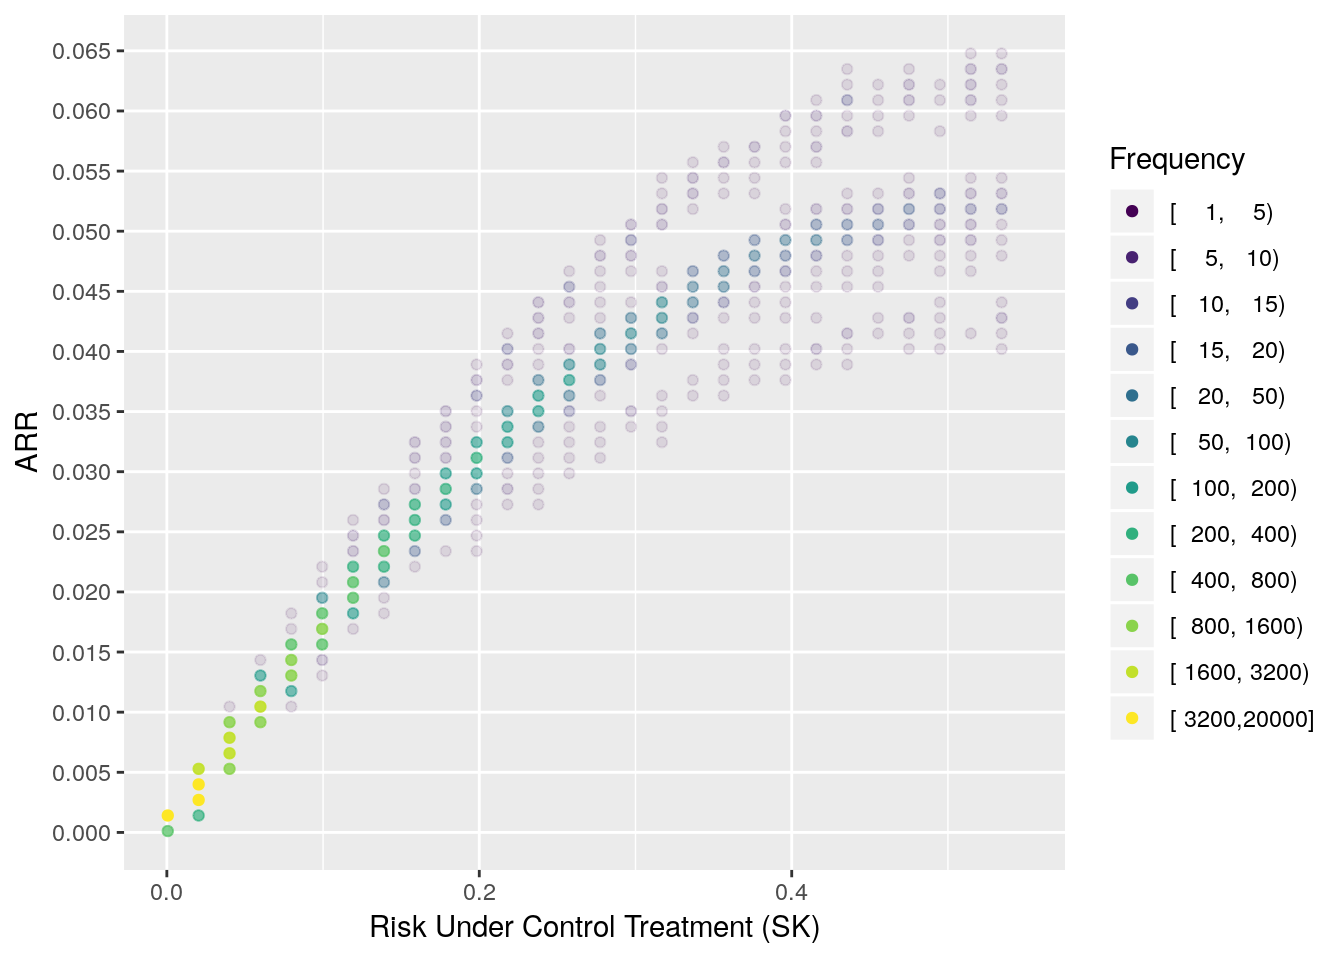 0.065
0.060
0.055
0.050
0.045
0.040
0.035
0.030
0.025
0.020
0.015
0.010
0.005
0.000
ARR
0.0 0.2 0.4
Risk Under Control Treatment (SK)
Frequency
[    1,    5)
[    5,   10)
[   10,   15)
[   15,   20)
[   20,   50)
[   50,  100)
[  100,  200)
[  200,  400)
[  400,  800)
[  800, 1600)
[ 1600, 3200)
[ 3200,20000]